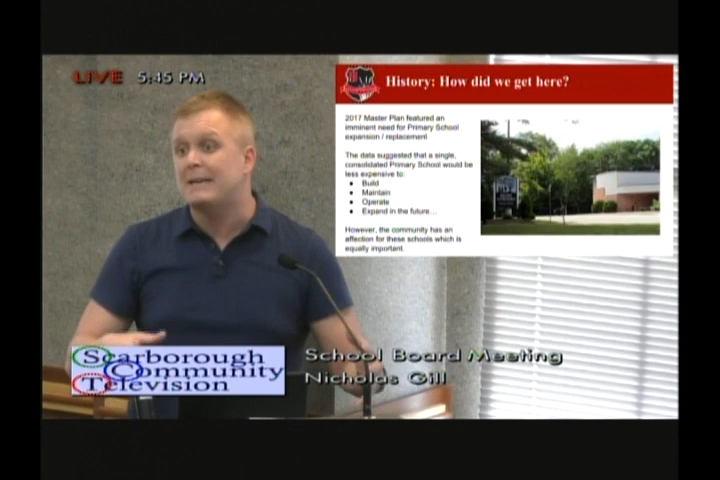 LIVE 5:45 PM
History: How did we get here?
2017 Master Plan featured an
imminent need for Primary School
expansion / replacement
The data suggested that a single,
consolidated Primary School would be
less expensive to:
● Build
● Maintain
● Operate
● Expand in the future…
However, the community has an
affection for these schools which is
equally important.
Scarborough
Community
Television
School Board Meeting
Nicholas Gill